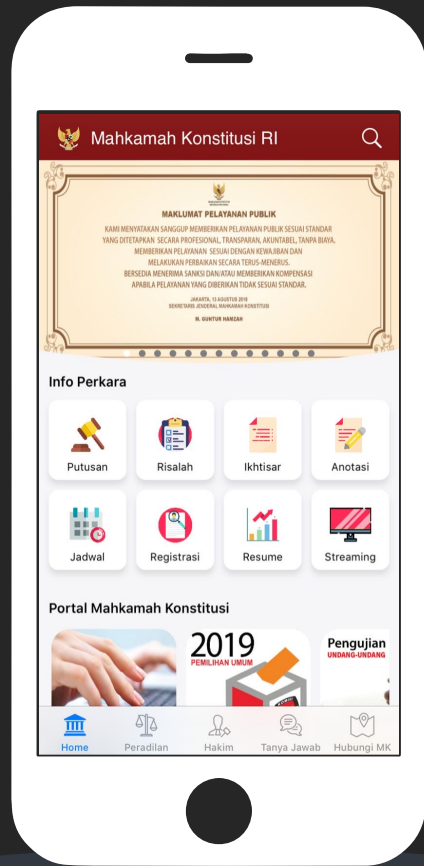 Mahkamah Konstitusi RI
MAKLUMAT PELAYANAN PUBLIK
KAMI MENYATAKAN SANGGUP MEMBERIKAN PELAYANAN PUBLIK SESUAI STANDAR
YANG DITETAPKAN SECARA PROFESIONAL, TRANSPARAN, AKUNTABEL, TANPA BIAYA.
MEMBERIKAN PELAYANAN SESUAI DENGAN KEWAJIBAN DAN
MELAKUKAN PERBAIKAN SECARA TERUS-MENERUS.
BERSEDIA MENERIMA SANKSI DAN/ATAU MEMBERIKAN KOMPENSASI
APABILA PELAYANAN YANG DIBERIKAN TIDAK SESUAI STANDAR.
SEKRETARIS JENDERAL MAHKAMAH KONSTITUSI
M. GUNTUR HAMZAH
Info Perkara
Putusan Risalah Ikhtisar Anotasi
Jadwal Registrasi Resume Streaming
Portal Mahkamah Konstitusi
2019
PEMILIHAN UMUM
Pengujian
UNDANG-UNDANG
Home Peradilan Hakim Tanya Jawab Hubungi MK